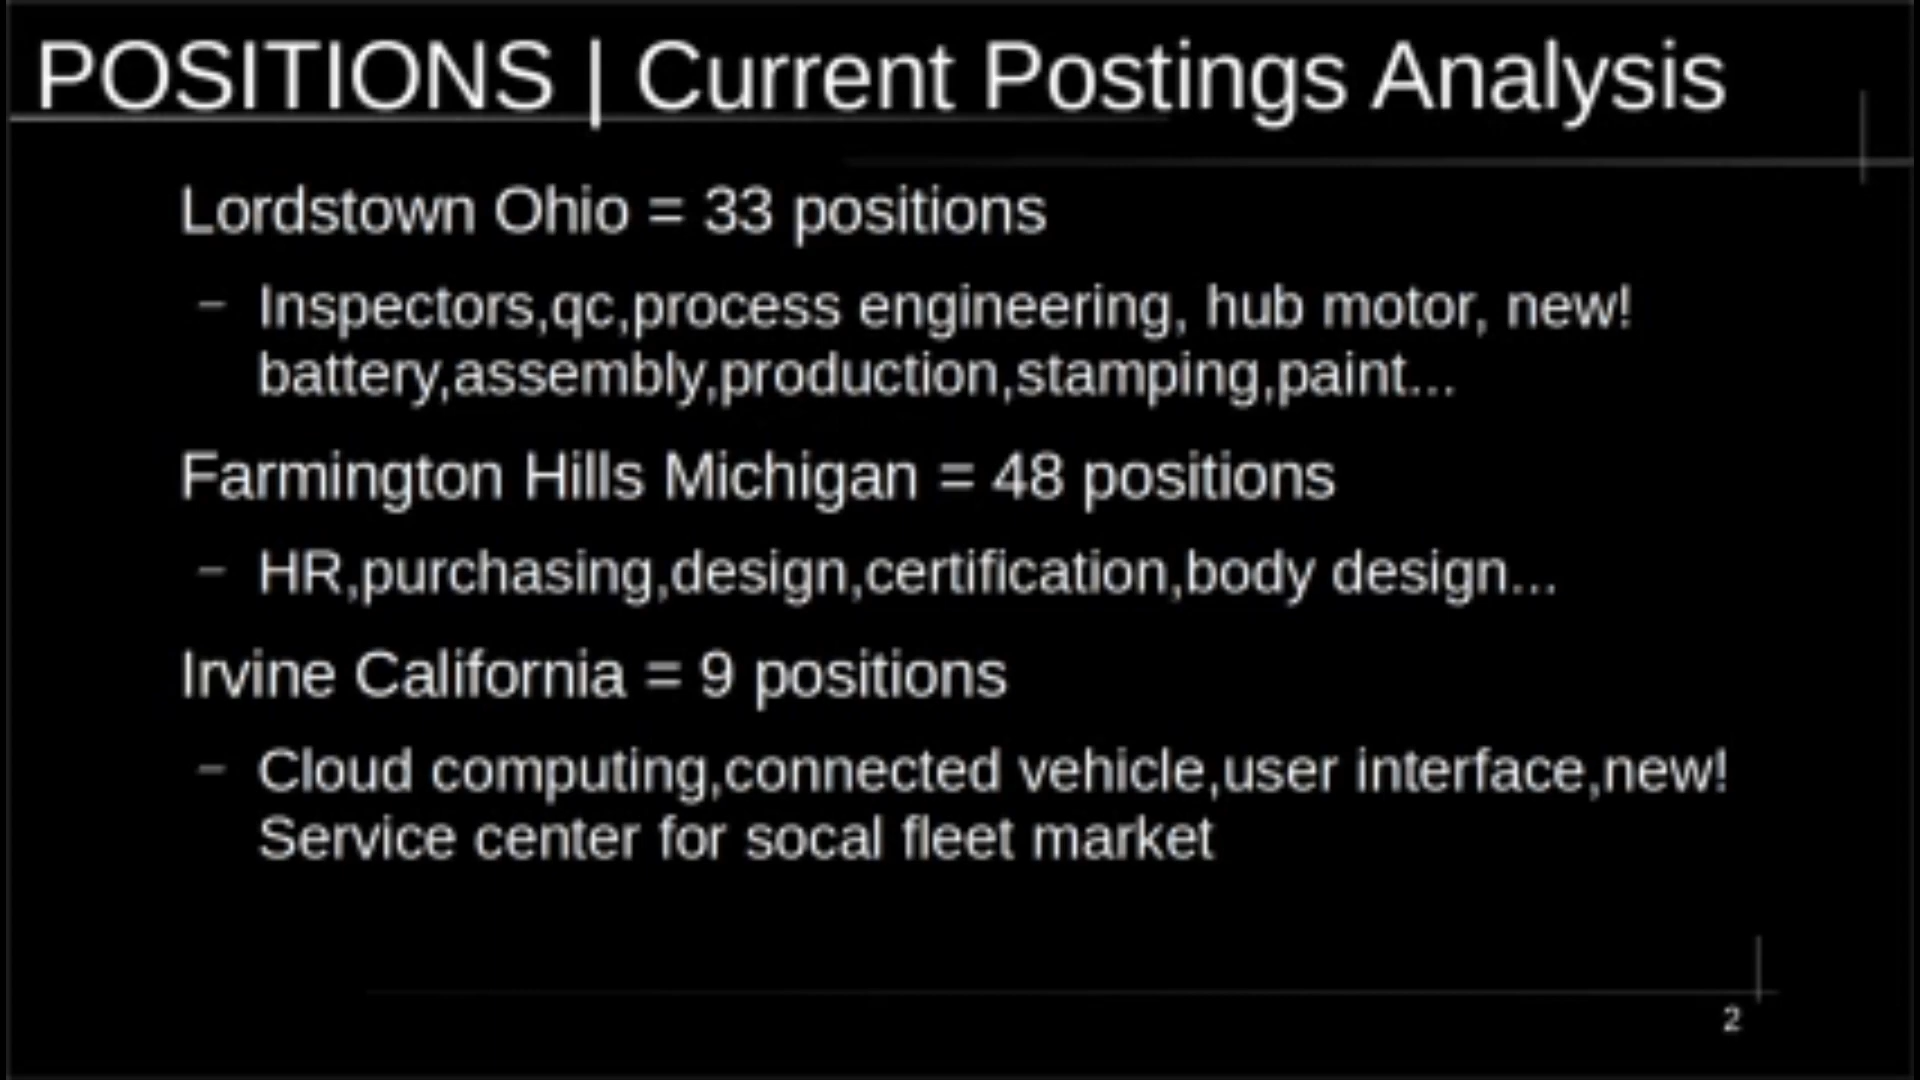 POSITIONS | Current Postings Analysis
Lordstown Ohio = 33 positions
– Inspectors,qc,process engineering, hub motor, new!
battery,assembly,production,stamping,paint...
Farmington Hills Michigan = 48 positions
– HR,purchasing,design,certification,body design...
Irvine California = 9 positions
– Cloud computing,connected vehicle,user interface,new!
Service center for socal fleet market
2